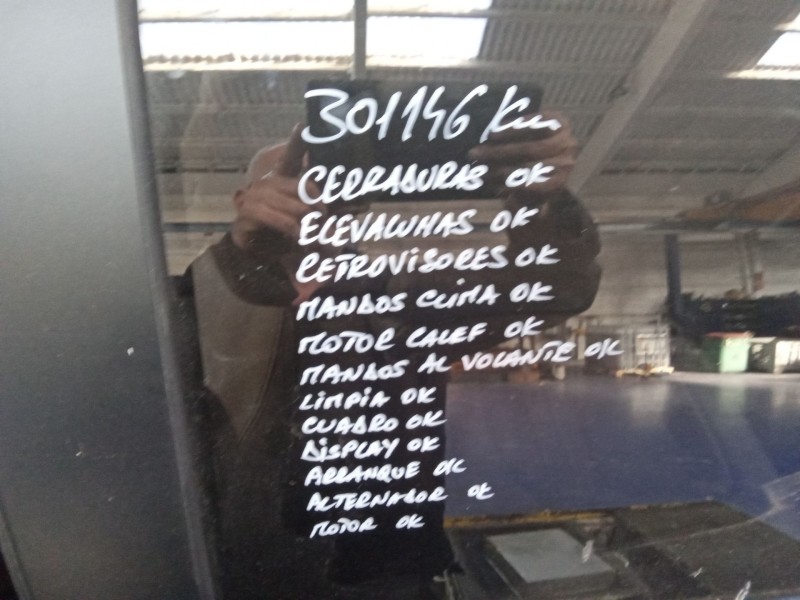 301146 Km
CERRADURAS OK
ELEVALUNAS OK
RETROVISORES OK
MANDOS CLIMA OK
MOTOR CALEF OK
MANDOS AL VOLANTE OK
LIMPIA OK
CUADRO OK
DISPLAY OK
ARRANQUE OK
ALTERNADOR OK
MOTOR OK